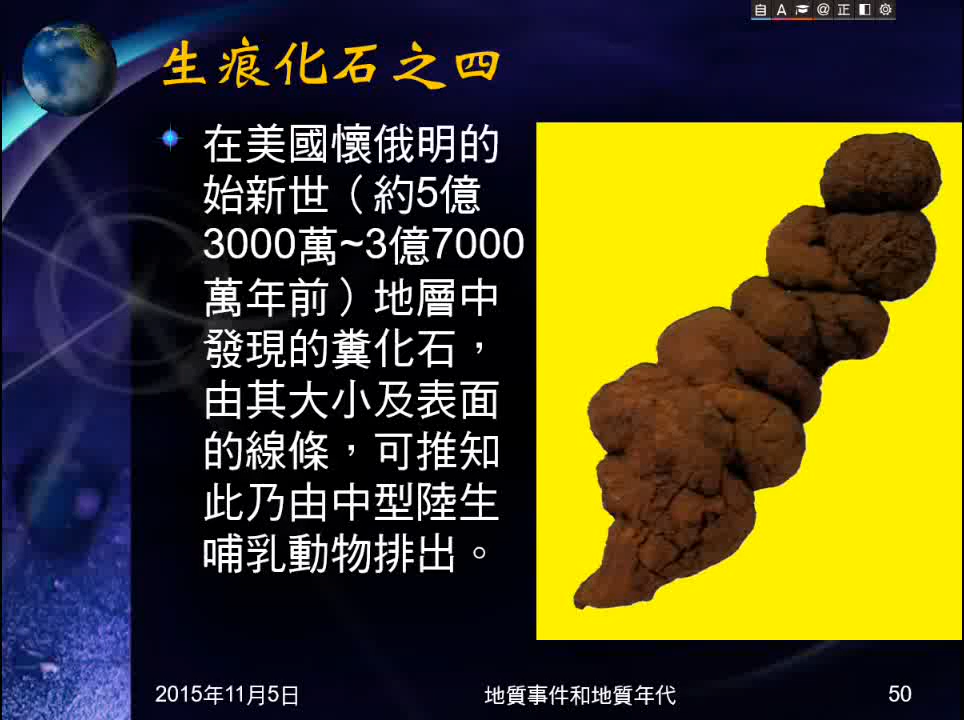 自 A @ 正
生痕化石之四
在美國懷俄明的
始新世（約5億
3000萬~3億7000
萬年前）地層中
發現的糞化石，
由其大小及表面
的線條，可推知
此乃由中型陸生
哺乳動物排出。
2015年11月5日
地質事件和地質年代
50